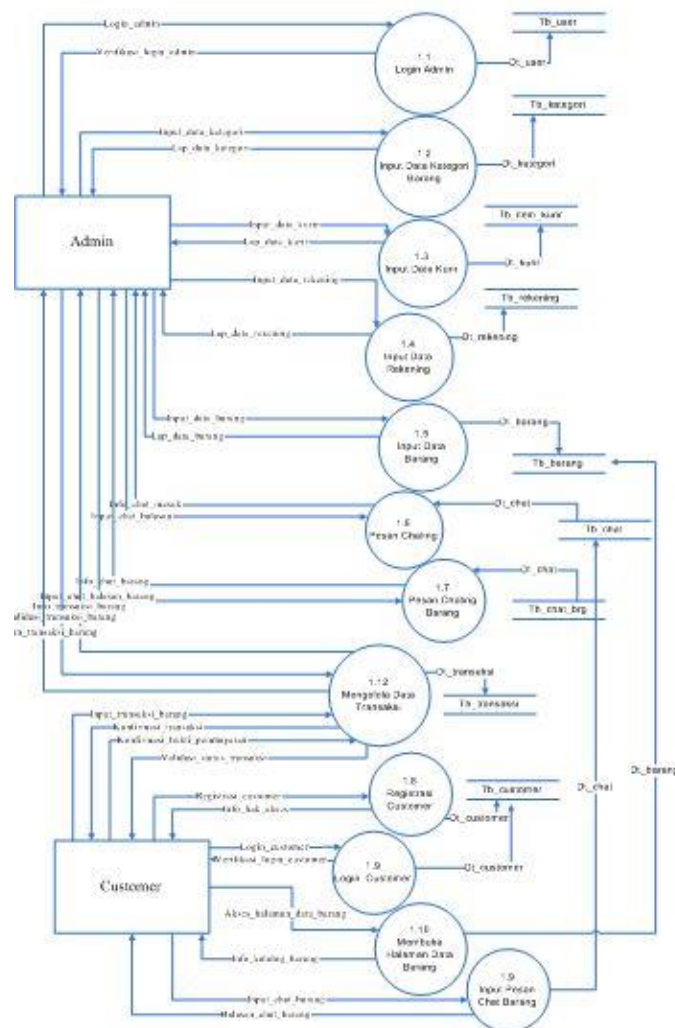 Login_admin
Tb_user
Verifikasi_login_admin
1.1
Login Admin
Dt_user
Tb_kategori
Input_data_kategori
Lap_data_kategori
1.2
Input Data Kategori
Barang
Dt_kategori
Admin
Input_data_kurir
Lap_data_kurir
1.3
Input Data Kurir
Dt_kurir
Input_data_rekening
Tb_rekening
Lap_data_rekening
1.4
Input Data
Rekening
Dt_rekening
Input_data_barang
Lap_data_barang
1.5
Input Data
Barang
Dt_barang
Tb_barang
Info_chat_masuk
Input_chat_balasan
1.6
Pesan Chating
Dt_chat
Tb_chat
Info_chat_barang
Input_chat_balasan_barang
Info_transaksi_barang
1.7
Pesan Chating
Barang
Dt_chat
Tb_chat_brg
1.12
Mengelola Data
Transaksi
Dt_transaksi
Tb_transaksi
Input_transaksi_barang
Konfirmasi_transaksi
Konfirmasi_bukti_pembayaran
Validasi_status_transaksi
Dt_barang
Dt_chat
Registrasi_customer
Info_hak_akses
1.8
Registrasi
Customer
Tb_customer
Dt_customer
Login_customer
Verifikasi_login_customer
1.9
Login Customer
Dt_customer
Customer
Akses_halaman_data_barang
Info_katalog_barang
1.10
Membuka
Halaman Data
Barang
Input_chat_barang
Balasan_chat_barang
1.9
Input Pesan
Chat Barang